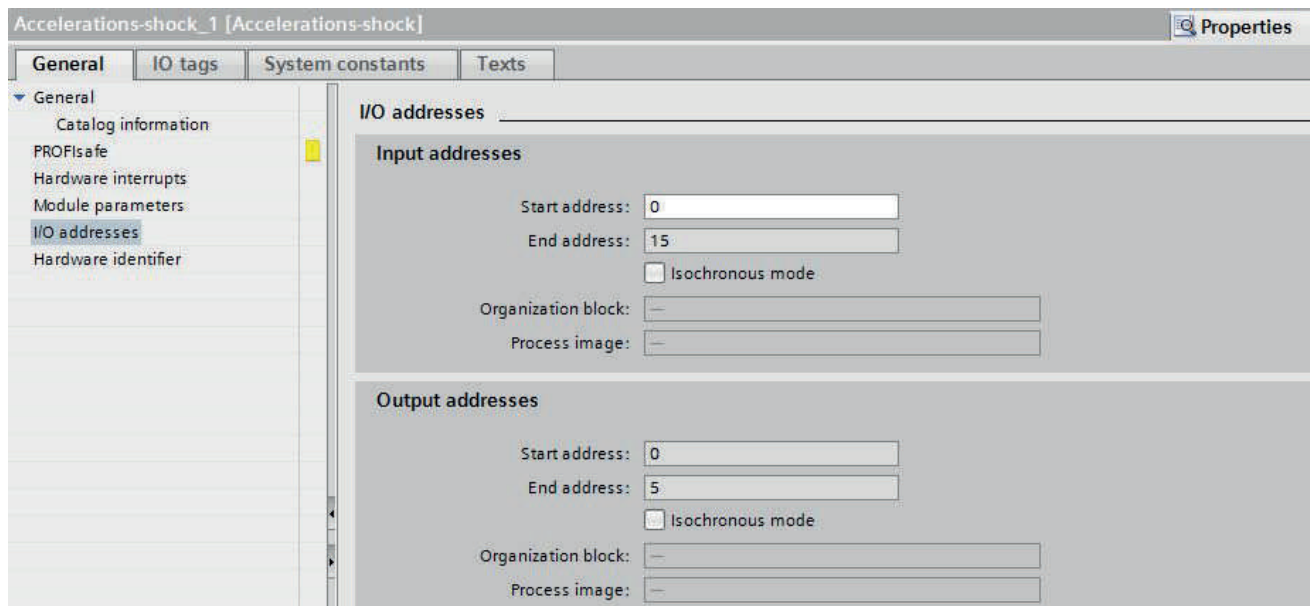 Accelerations-shock_1 [Accelerations-shock]
Properties
General
IO tags
System constants
Texts
General
Catalog information
PROFIsafe
Hardware interrupts
Module parameters
I/O addresses
Hardware identifier
I/O addresses
Input addresses
Start address: 0
End address: 15
Isochronous mode
Organization block: —
Process image: —
Output addresses
Start address: 0
End address: 5
Isochronous mode
Organization block: —
Process image: —